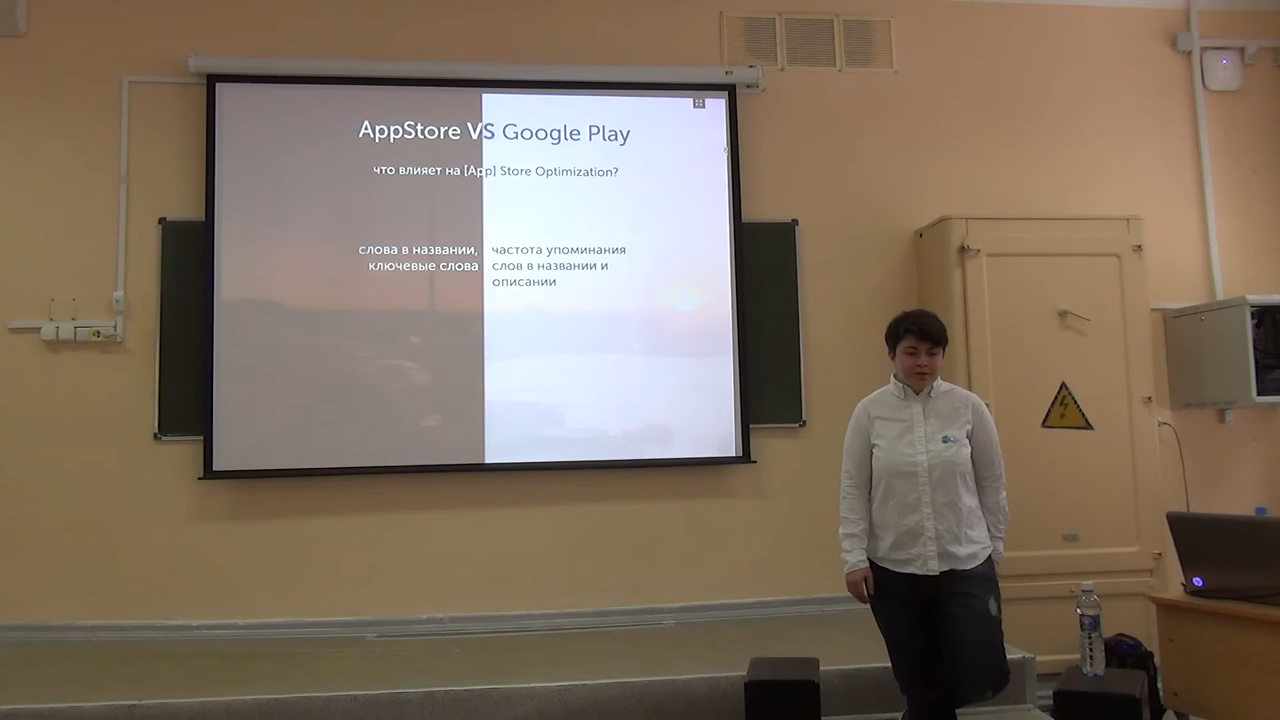 AppStore VS Google Play
что влияет на [App] Store Optimization?
слова в названии,
ключевые слова
частота упоминания
слов в названии и
описании